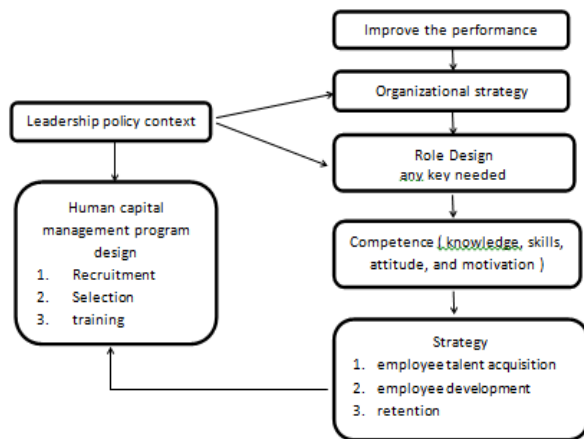 Improve the performance
Organizational strategy
Leadership policy context
Role Design
any key needed
Human capital
management program
design
1. Recruitment
2. Selection
3. training
Competence ( knowledge, skills,
attitude, and motivation )
Strategy
1. employee talent acquisition
2. employee development
3. retention